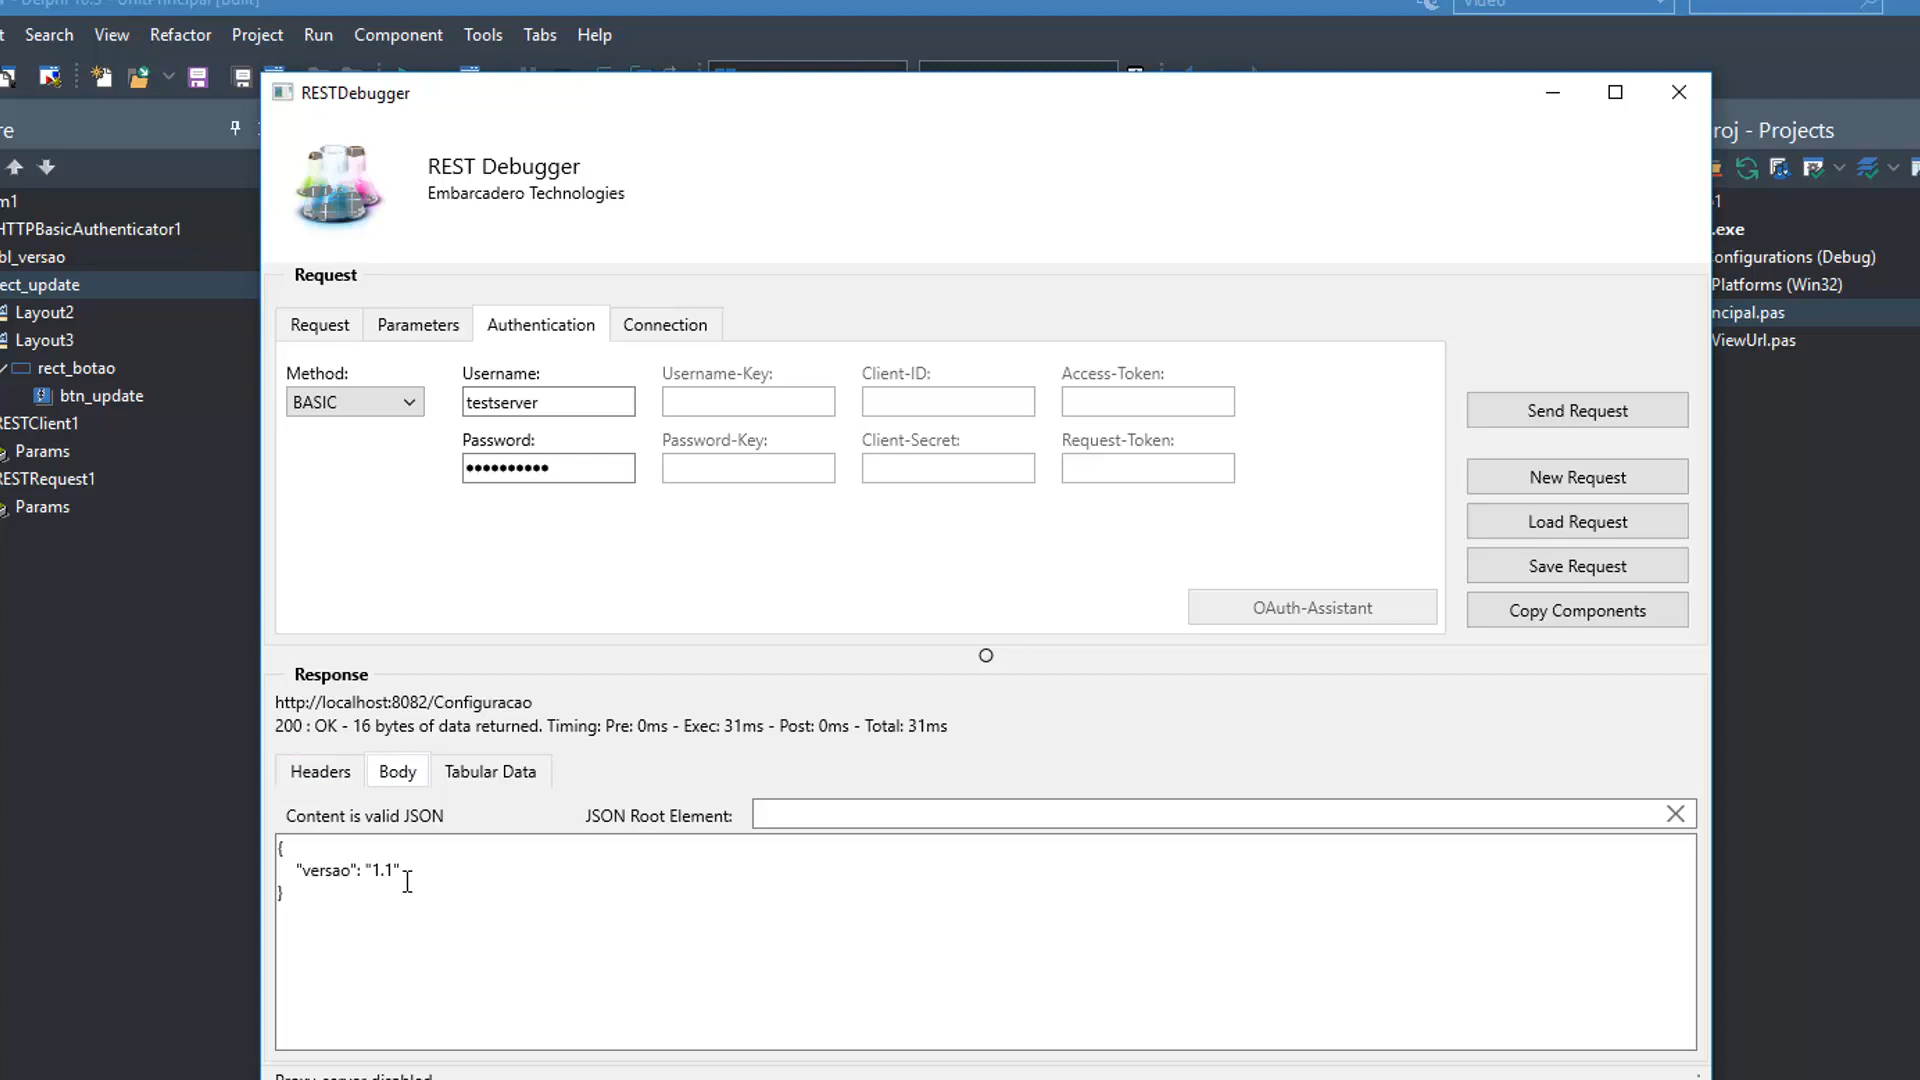 Search View Refactor Project Run Component Tools Tabs Help
RESTDebugger
re
roj - Projects
REST Debugger
Embarcadero Technologies
m1
HTTPBasicAuthenticator1
bl_versao
ect_update
Layout2
Layout3
rect_botao
btn_update
RESTClient1
Params
RESTRequest1
Params
.exe
onfigurations (Debug)
Platforms (Win32)
ncipal.pas
ViewUrl.pas
Request
Request Parameters Authentication Connection
Method: Username: Username-Key: Client-ID: Access-Token:
BASIC testserver
Password: Password-Key: Client-Secret: Request-Token:
••••••••••
OAuth-Assistant
Send Request
New Request
Load Request
Save Request
Copy Components
Response
http://localhost:8082/Configuracao
200 : OK - 16 bytes of data returned. Timing: Pre: 0ms - Exec: 31ms - Post: 0ms - Total: 31ms
Headers Body Tabular Data
Content is valid JSON JSON Root Element:
{
"versao": "1.1"
}